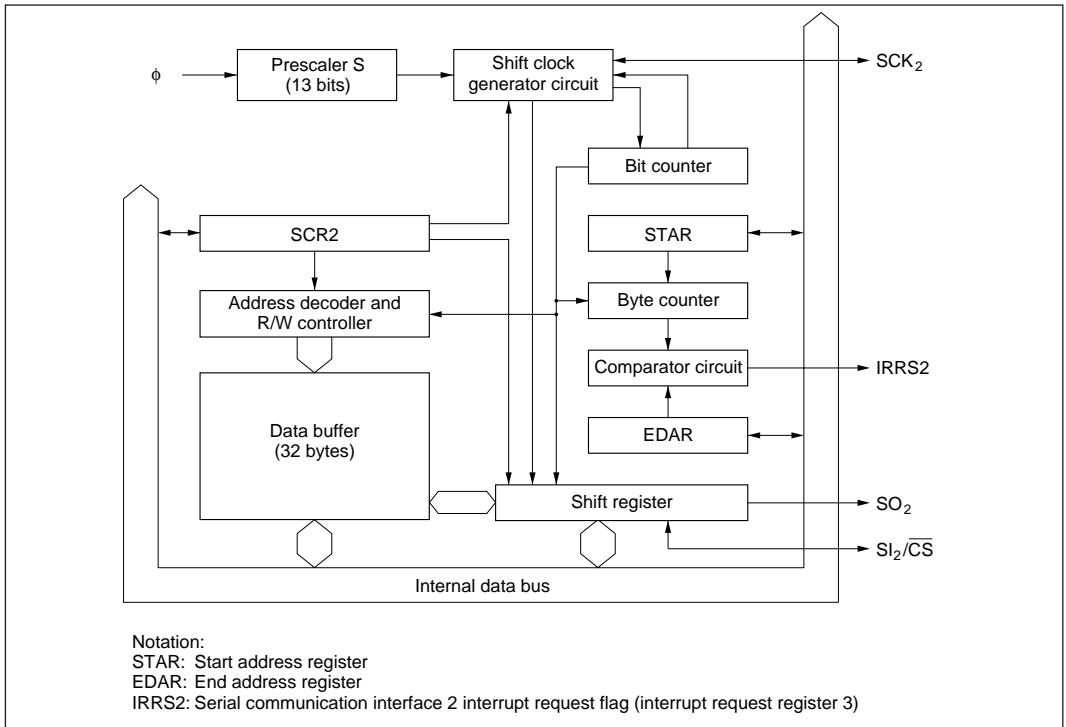 ϕ
Prescaler S
(13 bits)
Shift clock
generator circuit
SCK₂
Bit counter
SCR2
STAR
Address decoder and
R/W controller
Byte counter
Comparator circuit
IRRS2
Data buffer
(32 bytes)
EDAR
Shift register
SO₂
SI₂/C̅S̅
Internal data bus
Notation:
STAR: Start address register
EDAR: End address register
IRRS2: Serial communication interface 2 interrupt request flag (interrupt request register 3)